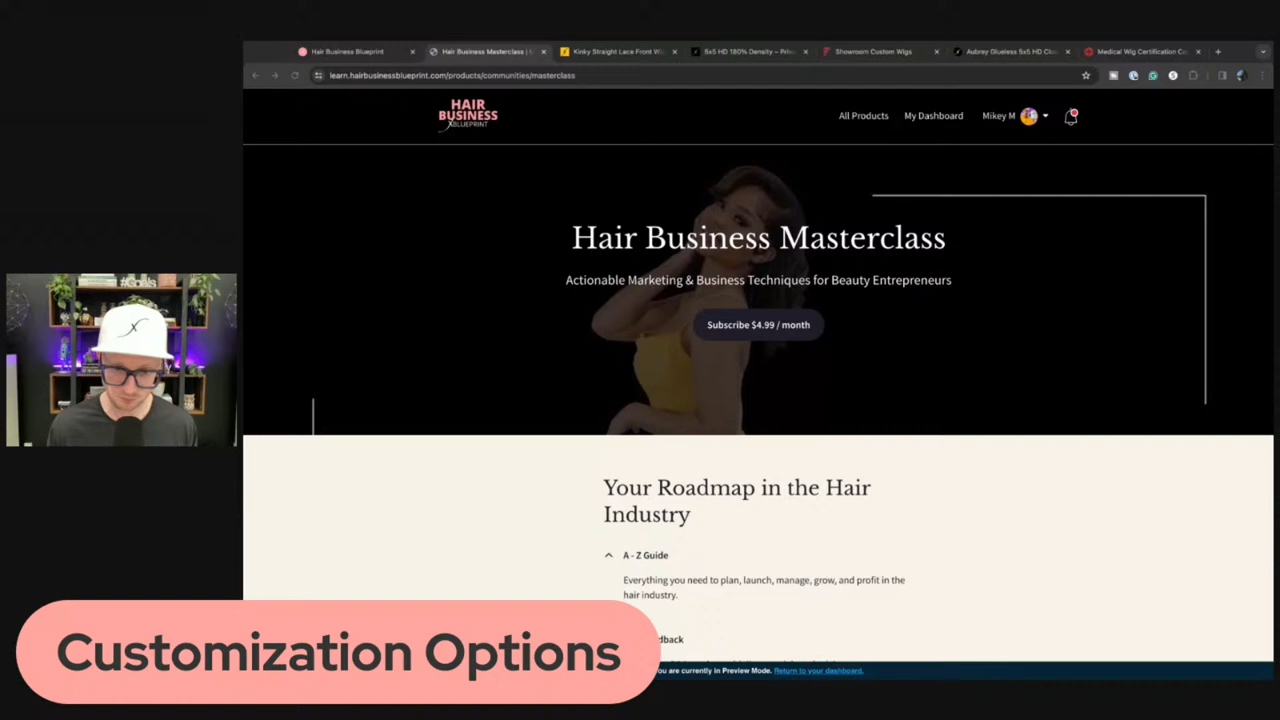 Hair Business Blueprint
Hair Business Masterclass |
Kinky Straight Lace Front W
5x5 HD 180% Density – Pri
Showroom Custom Wigs
Aubrey Glueless 5x5 HD Clo
Medical Wig Certification Co
learn.hairbusinessblueprint.com/products/communities/masterclass
HAIR
BUSINESS
BLUEPRINT
All Products
My Dashboard
Mikey M
#Goals
X
Hair Business Masterclass
Actionable Marketing & Business Techniques for Beauty Entrepreneurs
Subscribe $4.99 / month
Your Roadmap in the Hair
Industry
A - Z Guide
Everything you need to plan, launch, manage, grow, and profit in the
hair industry.
dback
ou are currently in Preview Mode. Return to your dashboard.
Customization Options